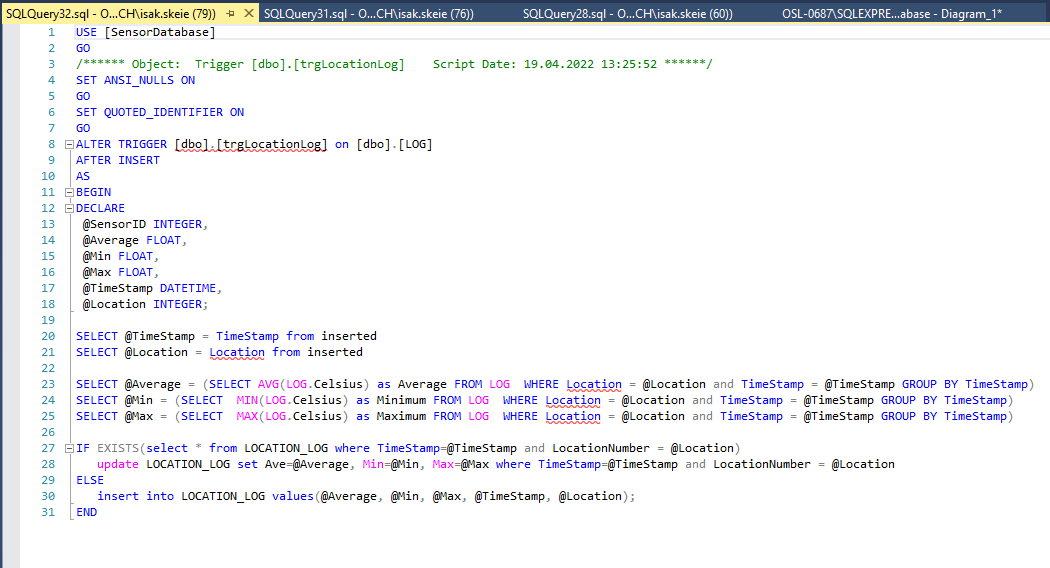 SQLQuery32.sql - O...CH\isak.skeie (79)) SQLQuery31.sql - O...CH\isak.skeie (76)) SQLQuery28.sql - O...CH\isak.skeie (60)) OSL-0687\SQLEXPRE...abase - Diagram_1*
1 USE [SensorDatabase]
2 GO
3 /****** Object:  Trigger [dbo].[trgLocationLog]    Script Date: 19.04.2022 13:25:52 ******/
4 SET ANSI_NULLS ON
5 GO
6 SET QUOTED_IDENTIFIER ON
7 GO
8 ALTER TRIGGER [dbo].[trgLocationLog] on [dbo].[LOG]
9 AFTER INSERT
10 AS
11 BEGIN
12 DECLARE
13 @SensorID INTEGER,
14 @Average FLOAT,
15 @Min FLOAT,
16 @Max FLOAT,
17 @TimeStamp DATETIME,
18 @Location INTEGER;
19
20 SELECT @TimeStamp = TimeStamp from inserted
21 SELECT @Location = Location from inserted
22
23 SELECT @Average = (SELECT AVG(LOG.Celsius) as Average FROM LOG  WHERE Location = @Location and TimeStamp = @TimeStamp GROUP BY TimeStamp)
24 SELECT @Min = (SELECT  MIN(LOG.Celsius) as Minimum FROM LOG  WHERE Location = @Location and TimeStamp = @TimeStamp GROUP BY TimeStamp)
25 SELECT @Max = (SELECT  MAX(LOG.Celsius) as Maximum FROM LOG  WHERE Location = @Location and TimeStamp = @TimeStamp GROUP BY TimeStamp)
26
27 IF EXISTS(select * from LOCATION_LOG where TimeStamp=@TimeStamp and LocationNumber = @Location)
28 update LOCATION_LOG set Ave=@Average, Min=@Min, Max=@Max where TimeStamp=@TimeStamp and LocationNumber = @Location
29 ELSE
30 insert into LOCATION_LOG values(@Average, @Min, @Max, @TimeStamp, @Location);
31 END